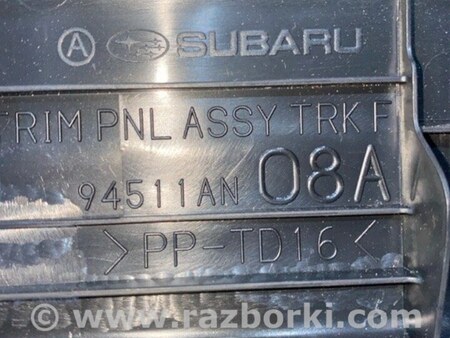 A SUBARU
TRIM PNL ASSY TRK F
94511AN 08A
>PP-TD16<
© www.razborki.com